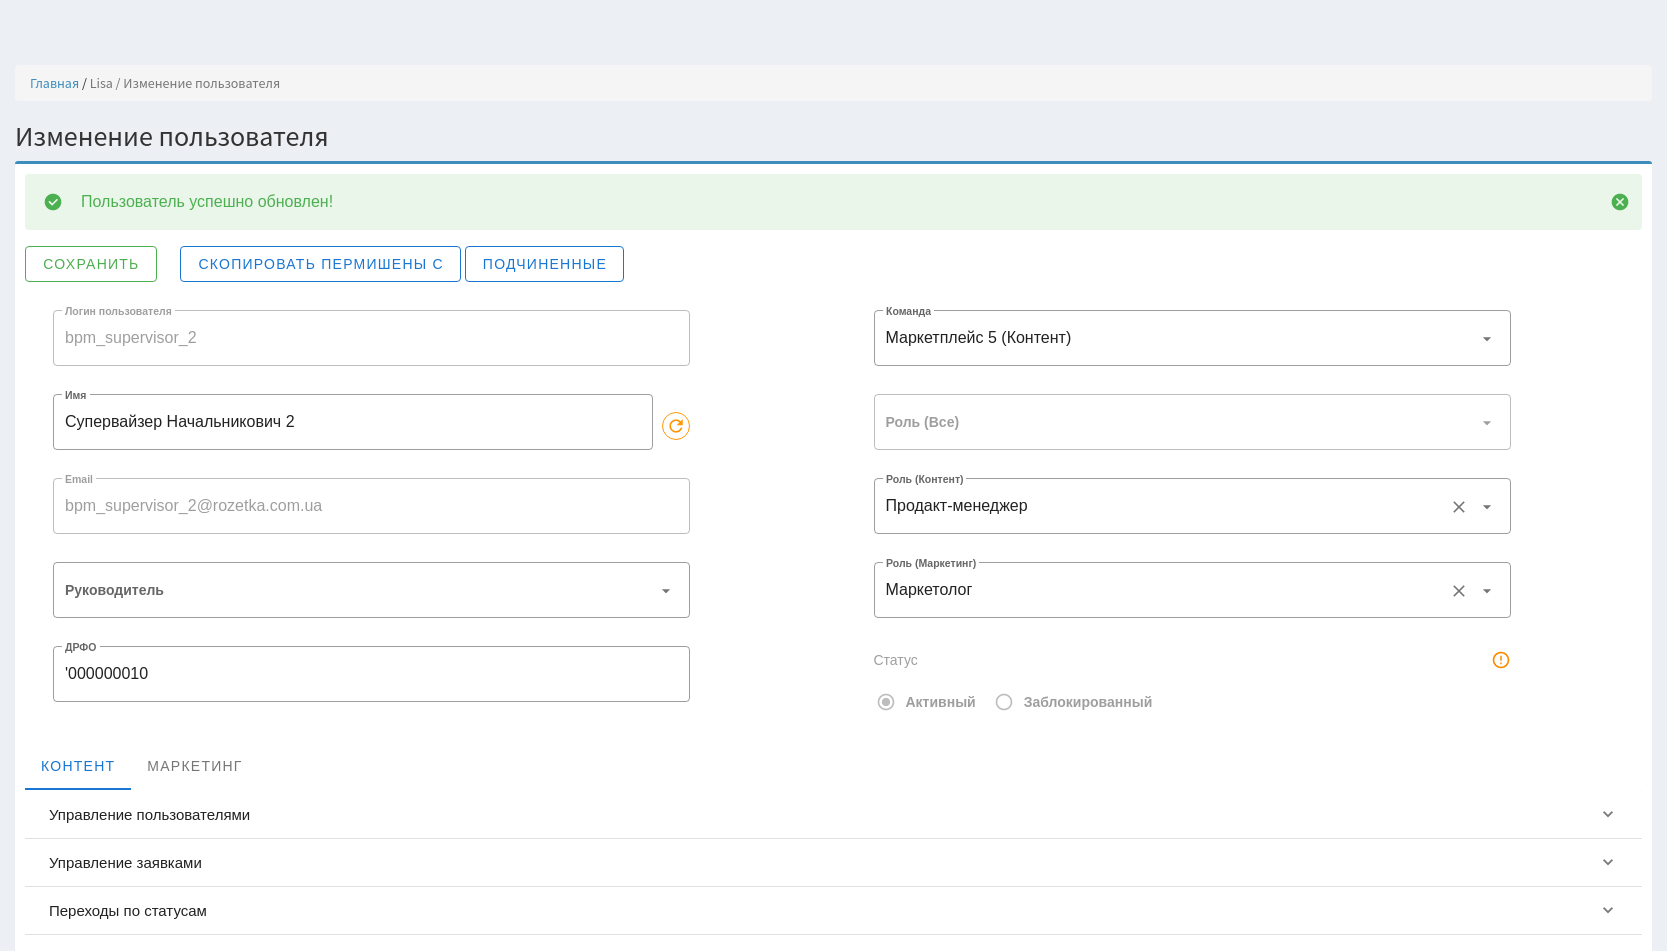 Главная / Lisa / Изменение пользователя
Изменение пользователя
Пользователь успешно обновлен!
СОХРАНИТЬ
СКОПИРОВАТЬ ПЕРМИШЕНЫ С
ПОДЧИНЕННЫЕ
Логин пользователя
bpm_supervisor_2
Команда
Маркетплейс 5 (Контент)
Имя
Супервайзер Начальникович 2
Роль (Все)
Email
bpm_supervisor_2@rozetka.com.ua
Роль (Контент)
Продакт-менеджер
Руководитель
Роль (Маркетинг)
Маркетолог
ДРФО
'000000010
Статус
Активный
Заблокированный
КОНТЕНТ
МАРКЕТИНГ
Управление пользователями
Управление заявками
Переходы по статусам